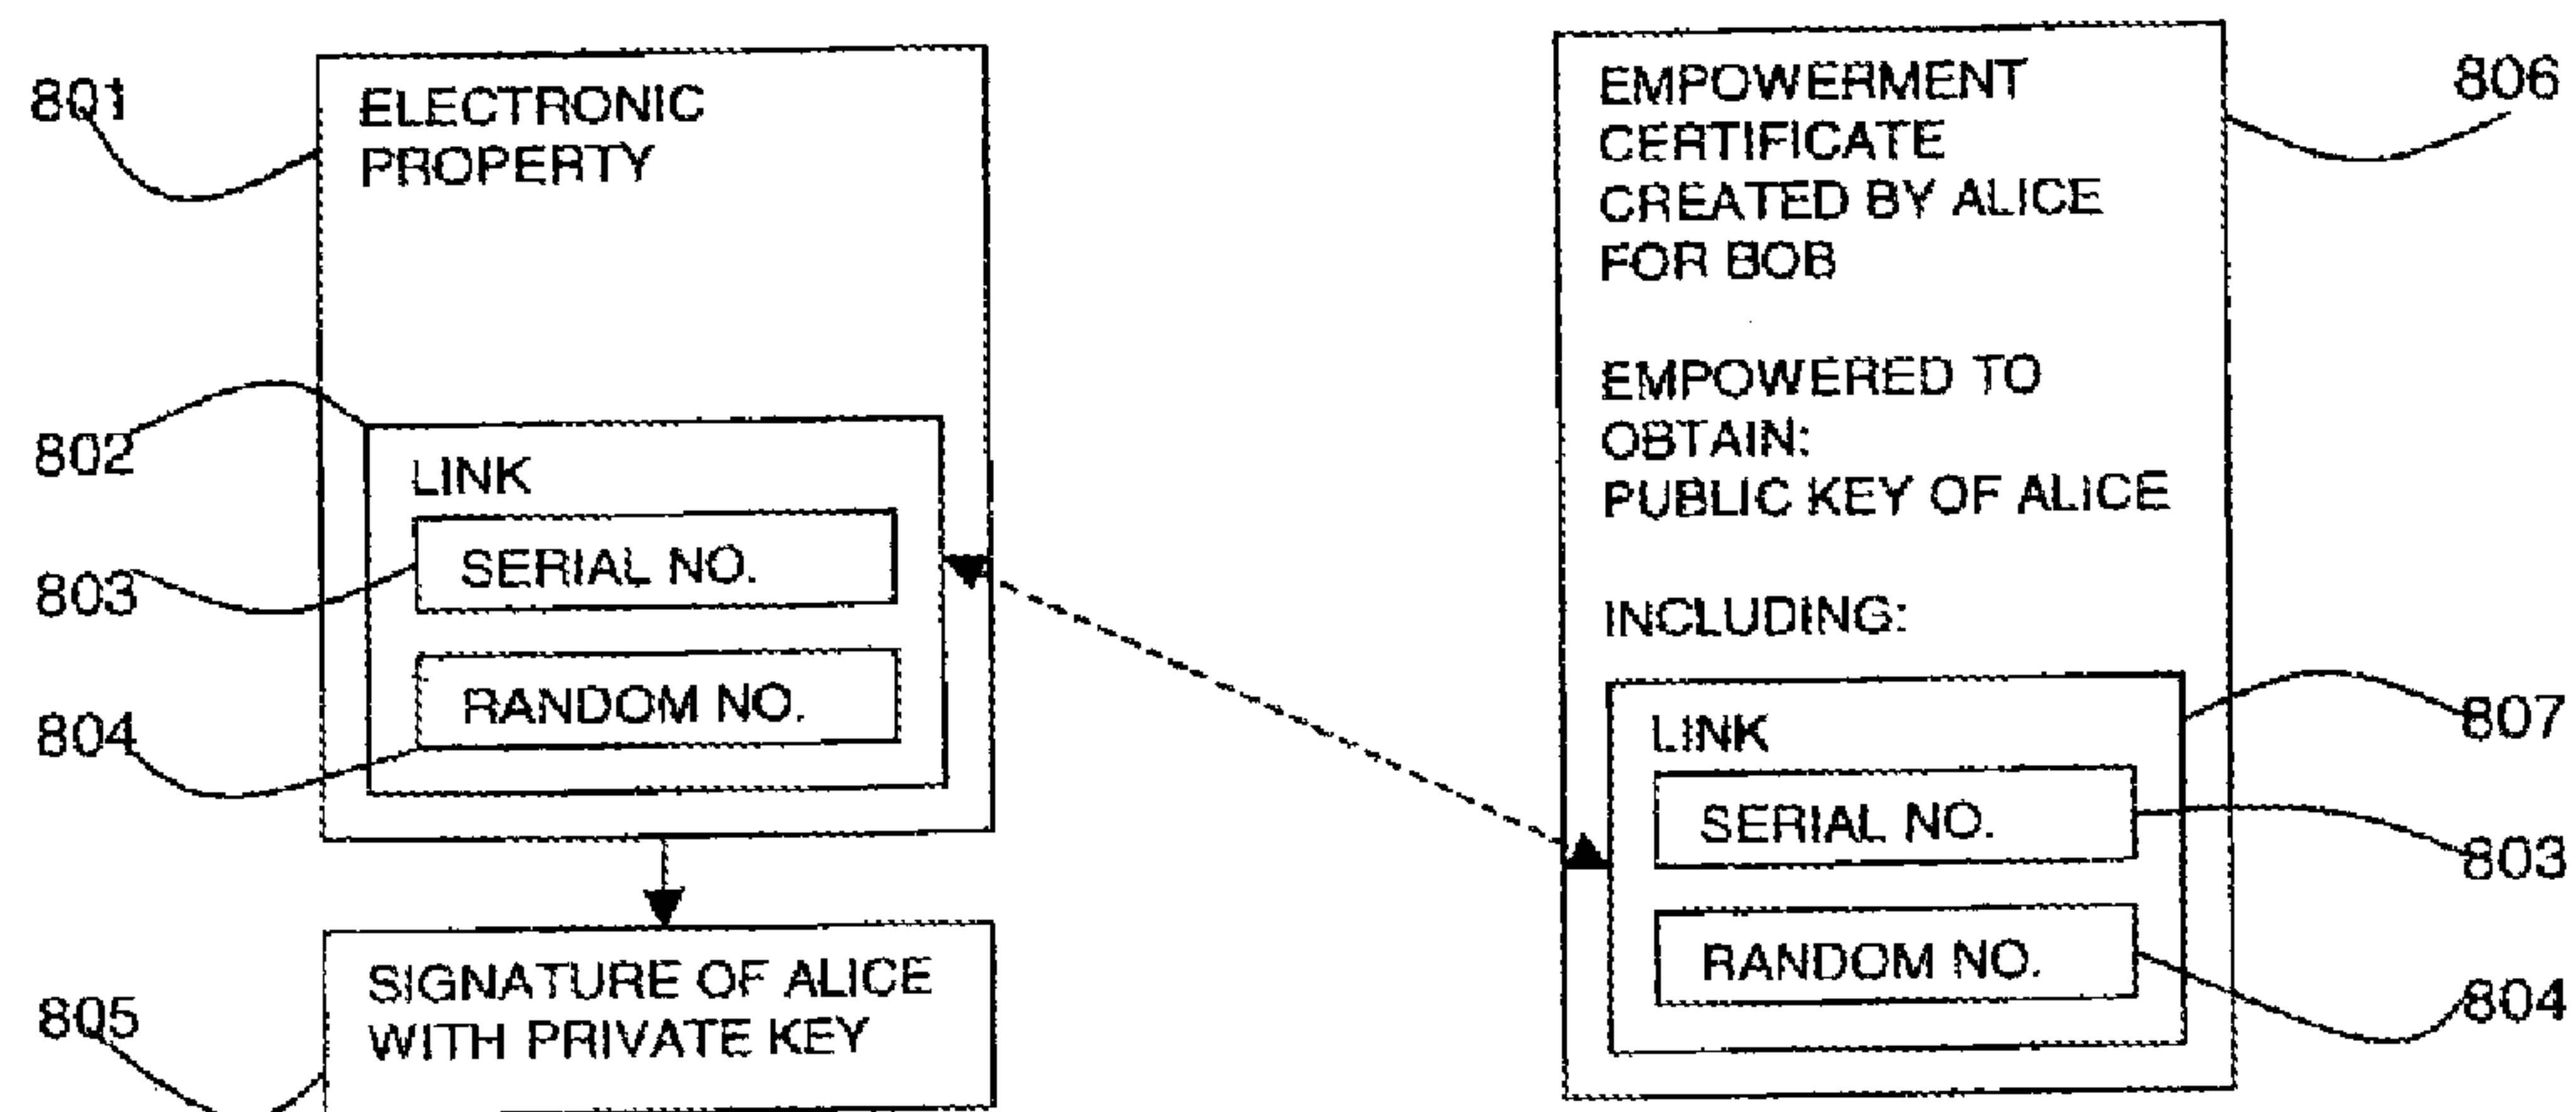 801
ELECTRONIC
PROPERTY
802
LINK
803
SERIAL NO.
804
RANDOM NO.
805
SIGNATURE OF ALICE
WITH PRIVATE KEY
806
EMPOWERMENT
CERTIFICATE
CREATED BY ALICE
FOR BOB
EMPOWERED TO
OBTAIN:
PUBLIC KEY OF ALICE
INCLUDING:
807
LINK
SERIAL NO.
803
RANDOM NO.
804